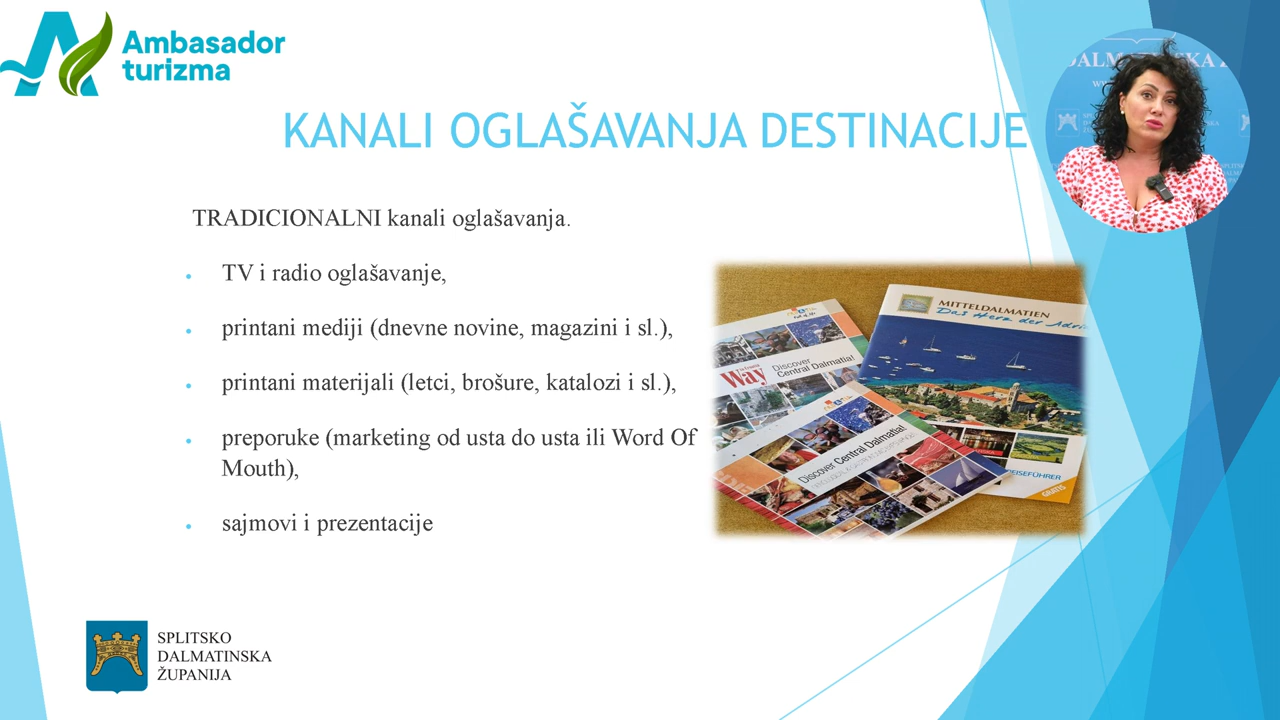 Ambasador
turizma
KANALI OGLAŠAVANJA DESTINACIJE
TRADICIONALNI kanali oglašavanja.
TV i radio oglašavanje,
printani mediji (dnevne novine, magazini i sl.),
printani materijali (letci, brošure, katalozi i sl.),
preporuke (marketing od usta do usta ili Word Of
Mouth),
sajmovi i prezentacije
MITTELDALMATIEN
Das Herz der Adri
Way
Discover
Central Dalmatia!
Discover Central Dalmatia!
REISEFÜHRER
GRATIS
SPLITSKO
DALMATINSKA
ŽUPANIJA